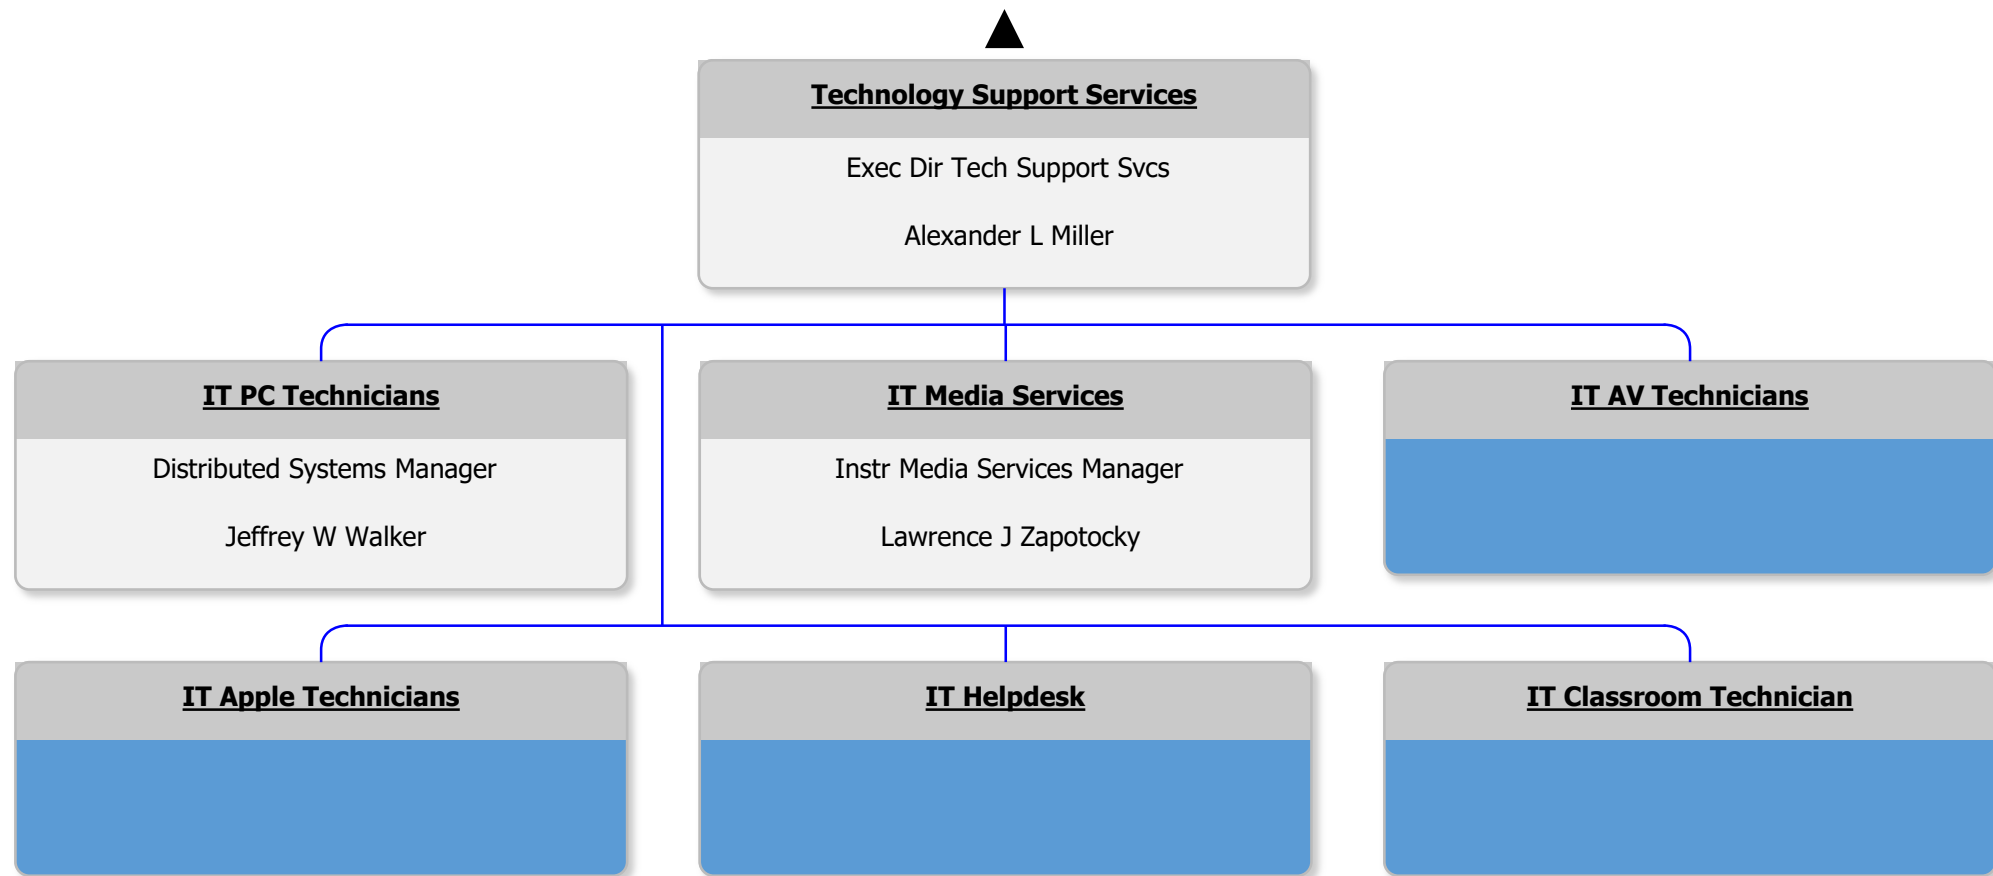 Technology Support Services
Exec Dir Tech Support Svcs
Alexander L Miller
IT PC Technicians
Distributed Systems Manager
Jeffrey W Walker
IT Media Services
Instr Media Services Manager
Lawrence J Zapotocky
IT AV Technicians
IT Apple Technicians
IT Helpdesk
IT Classroom Technician